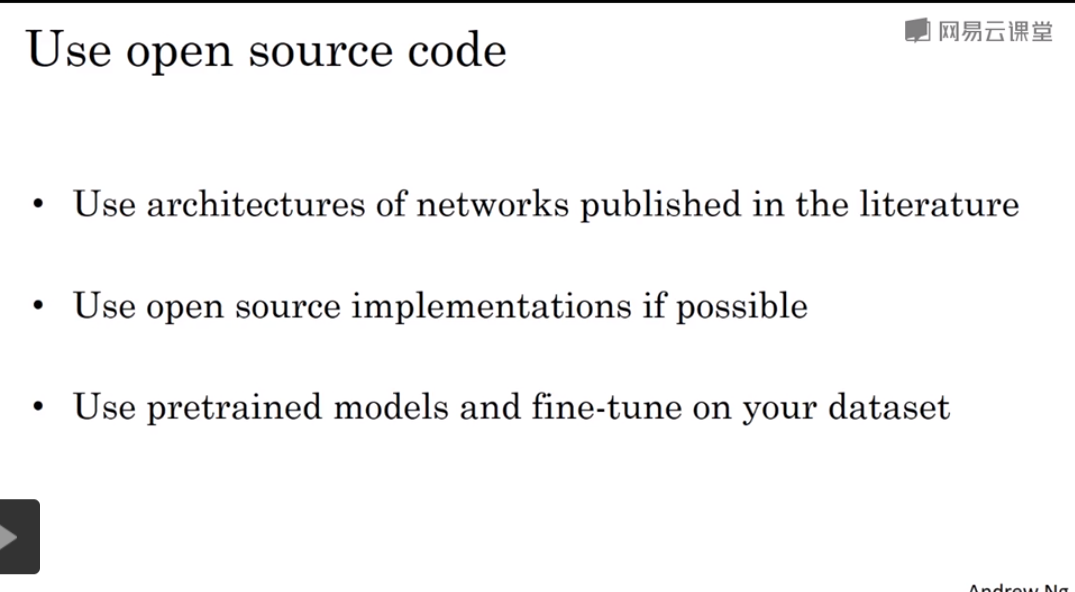 Use open source code
网易云课堂
• Use architectures of networks published in the literature
• Use open source implementations if possible
• Use pretrained models and fine-tune on your dataset
Andrew Ng